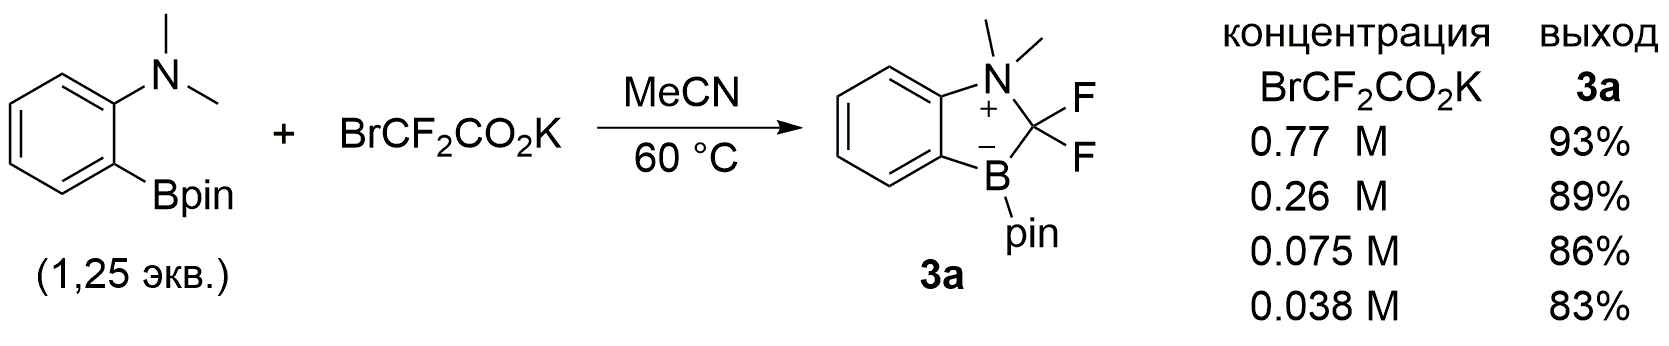 N
Bpin
(1,25 экв.)
+
BrCF₂CO₂K
MeCN
60 °C
N
+
F
F
−
B
pin
3a
концентрация выход
BrCF₂CO₂K 3a
0.77 M 93%
0.26 M 89%
0.075 M 86%
0.038 M 83%